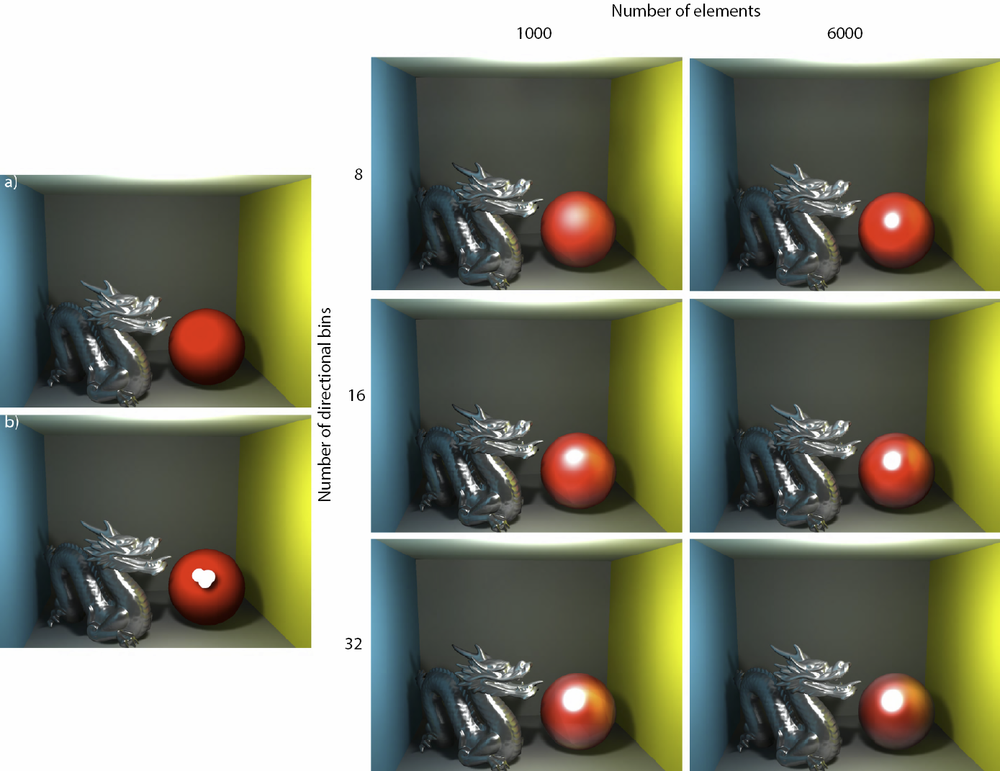 Number of elements
1000
6000
8
a)
Number of directional bins
16
b)
32